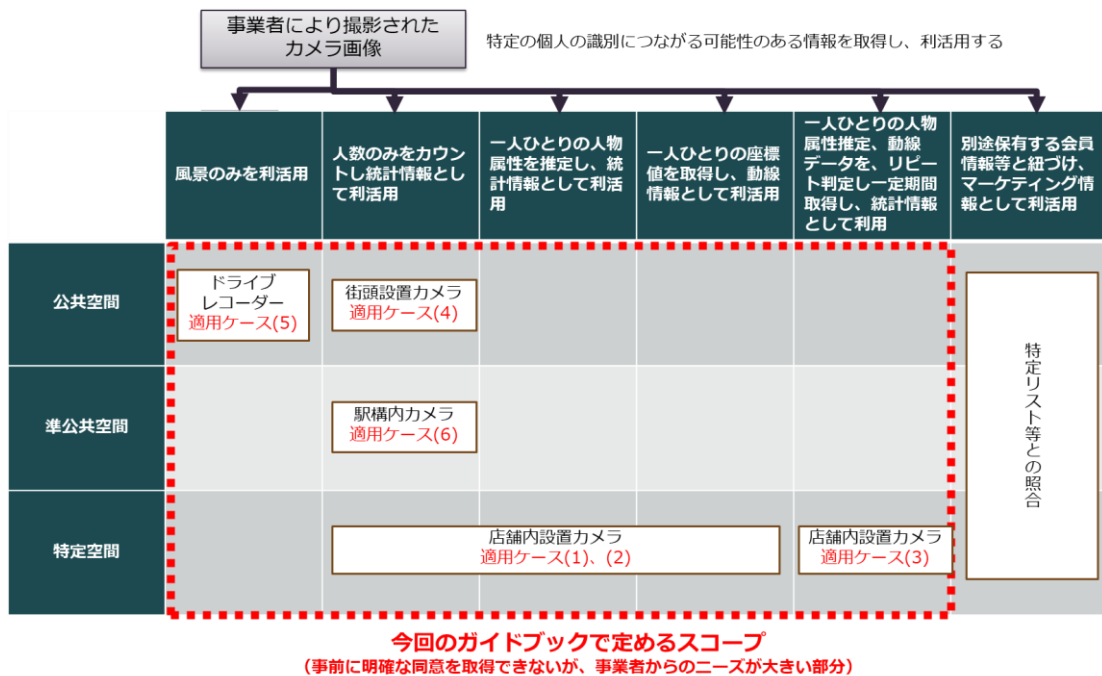 事業者により撮影された
カメラ画像
特定の個人の識別につながる可能性のある情報を取得し、利活用する
風景のみを利活用
人数のみをカウン
トし統計情報とし
て利活用
一人ひとりの人物
属性を推定し、統
計情報として利活
用
一人ひとりの座標
値を取得し、動線
情報として利活用
一人ひとりの人物
属性推定、動線
データを、リピー
ト判定し一定期間
取得し、統計情報
として利用
別途保有する会員
情報等と紐づけ、
マーケティング情
報として利活用
公共空間
ドライブ
レコーダー
適用ケース(5)
街頭設置カメラ
適用ケース(4)
特定リスト等との照合
準公共空間
駅構内カメラ
適用ケース(6)
特定空間
店舗内設置カメラ
適用ケース(1)、(2)
店舗内設置カメラ
適用ケース(3)
今回のガイドブックで定めるスコープ
（事前に明確な同意を取得できないが、事業者からのニーズが大きい部分）